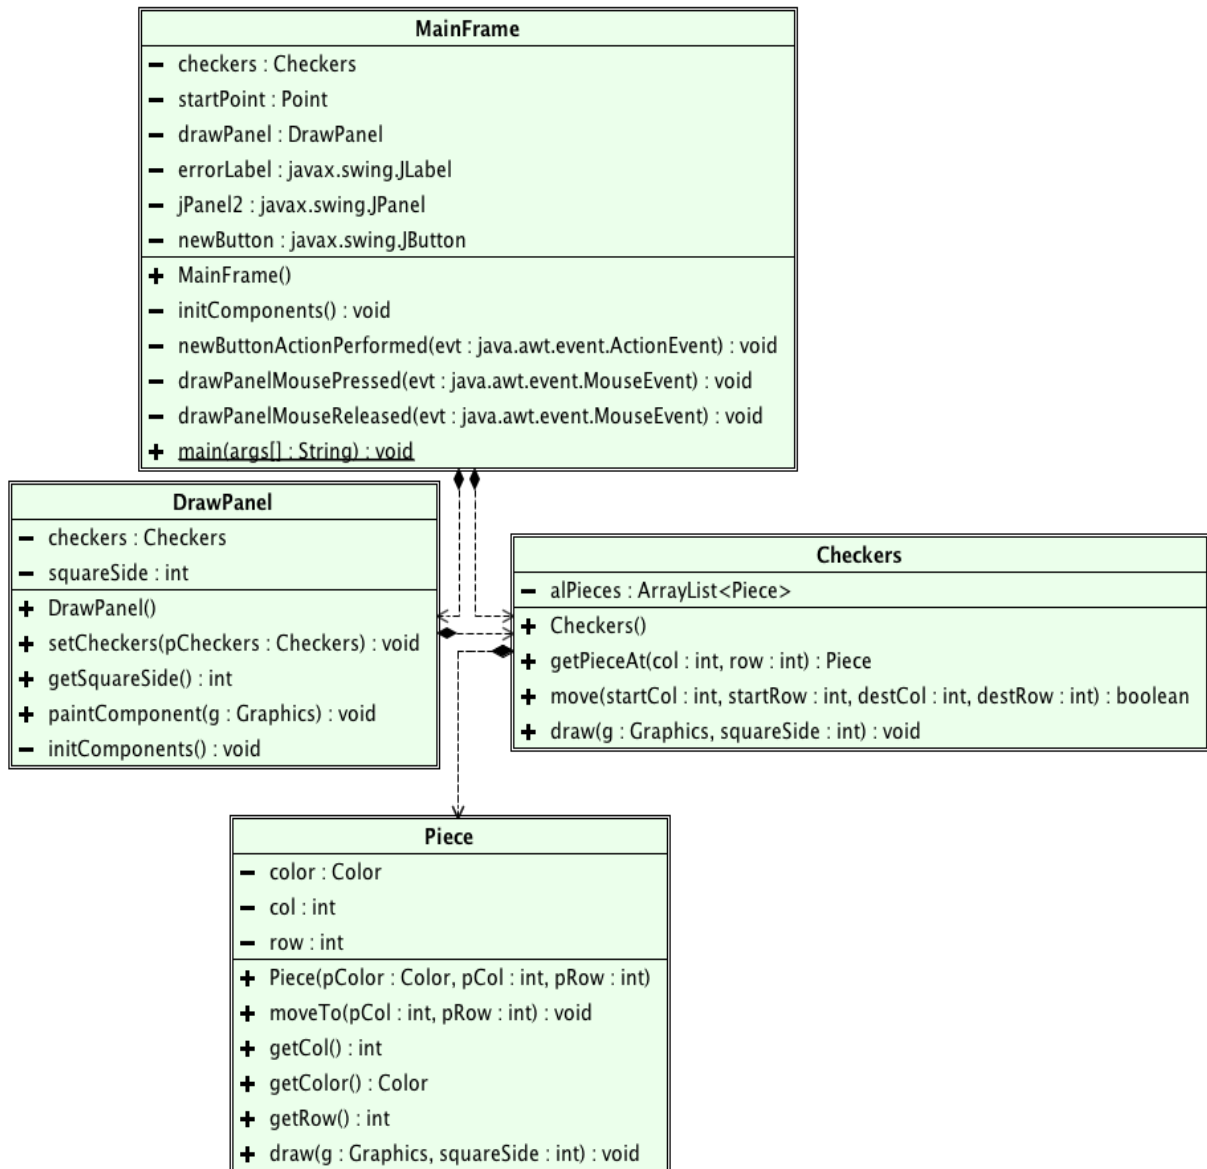 MainFrame
checkers : Checkers
startPoint : Point
drawPanel : DrawPanel
errorLabel : javax.swing.JLabel
jPanel2 : javax.swing.JPanel
newButton : javax.swing.JButton
MainFrame()
initComponents() : void
newButtonActionPerformed(evt : java.awt.event.ActionEvent) : void
drawPanelMousePressed(evt : java.awt.event.MouseEvent) : void
drawPanelMouseReleased(evt : java.awt.event.MouseEvent) : void
main(args[] : String) : void
DrawPanel
checkers : Checkers
squareSide : int
DrawPanel()
setCheckers(pCheckers : Checkers) : void
getSquareSide() : int
paintComponent(g : Graphics) : void
initComponents() : void
Checkers
alPieces : ArrayList<Piece>
Checkers()
getPieceAt(col : int, row : int) : Piece
move(startCol : int, startRow : int, destCol : int, destRow : int) : boolean
draw(g : Graphics, squareSide : int) : void
Piece
color : Color
col : int
row : int
Piece(pColor : Color, pCol : int, pRow : int)
moveTo(pCol : int, pRow : int) : void
getCol() : int
getColor() : Color
getRow() : int
draw(g : Graphics, squareSide : int) : void